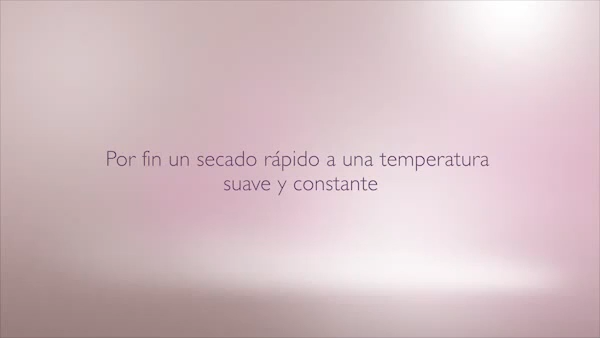 Por fin un secado rápido a una temperatura
suave y constante